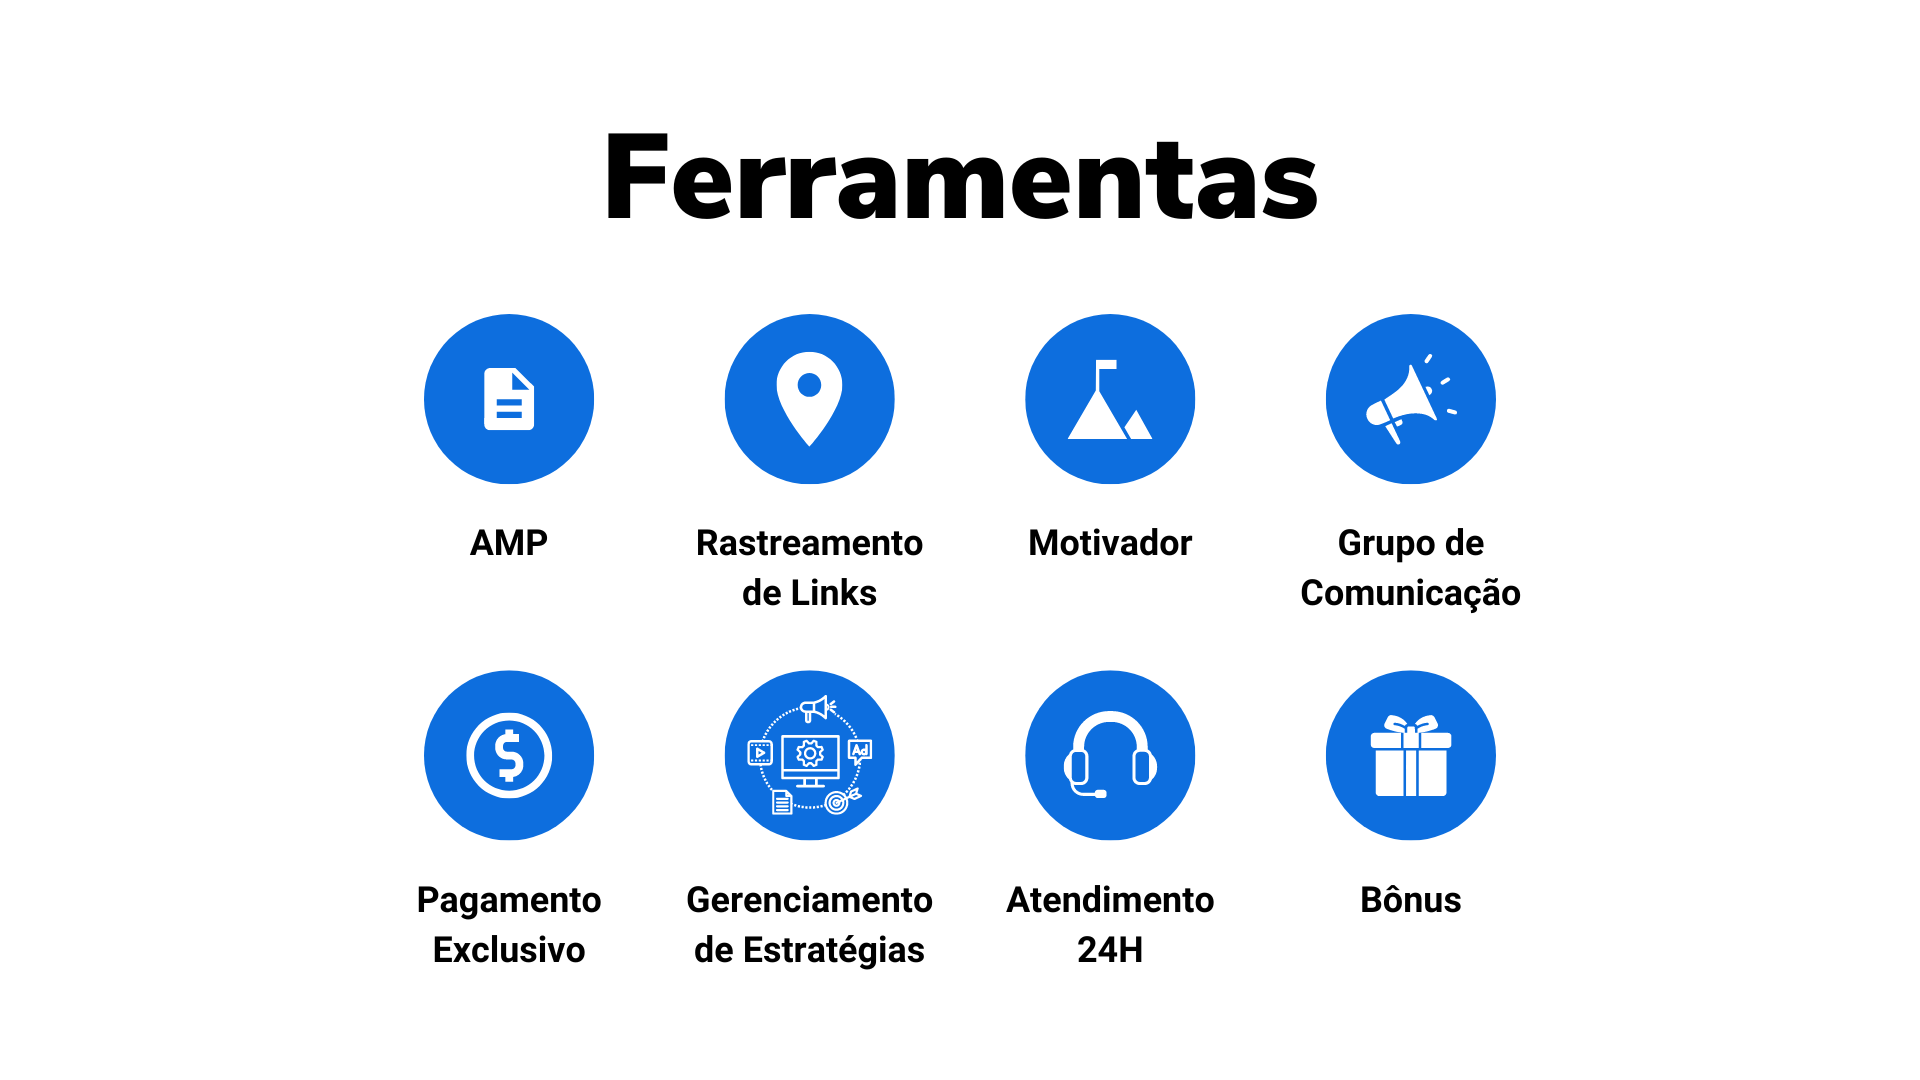 Ferramentas
AMP
Rastreamento
de Links
Motivador
Grupo de
Comunicação
Pagamento
Exclusivo
Gerenciamento
de Estratégias
Ad
Atendimento
24H
Bônus